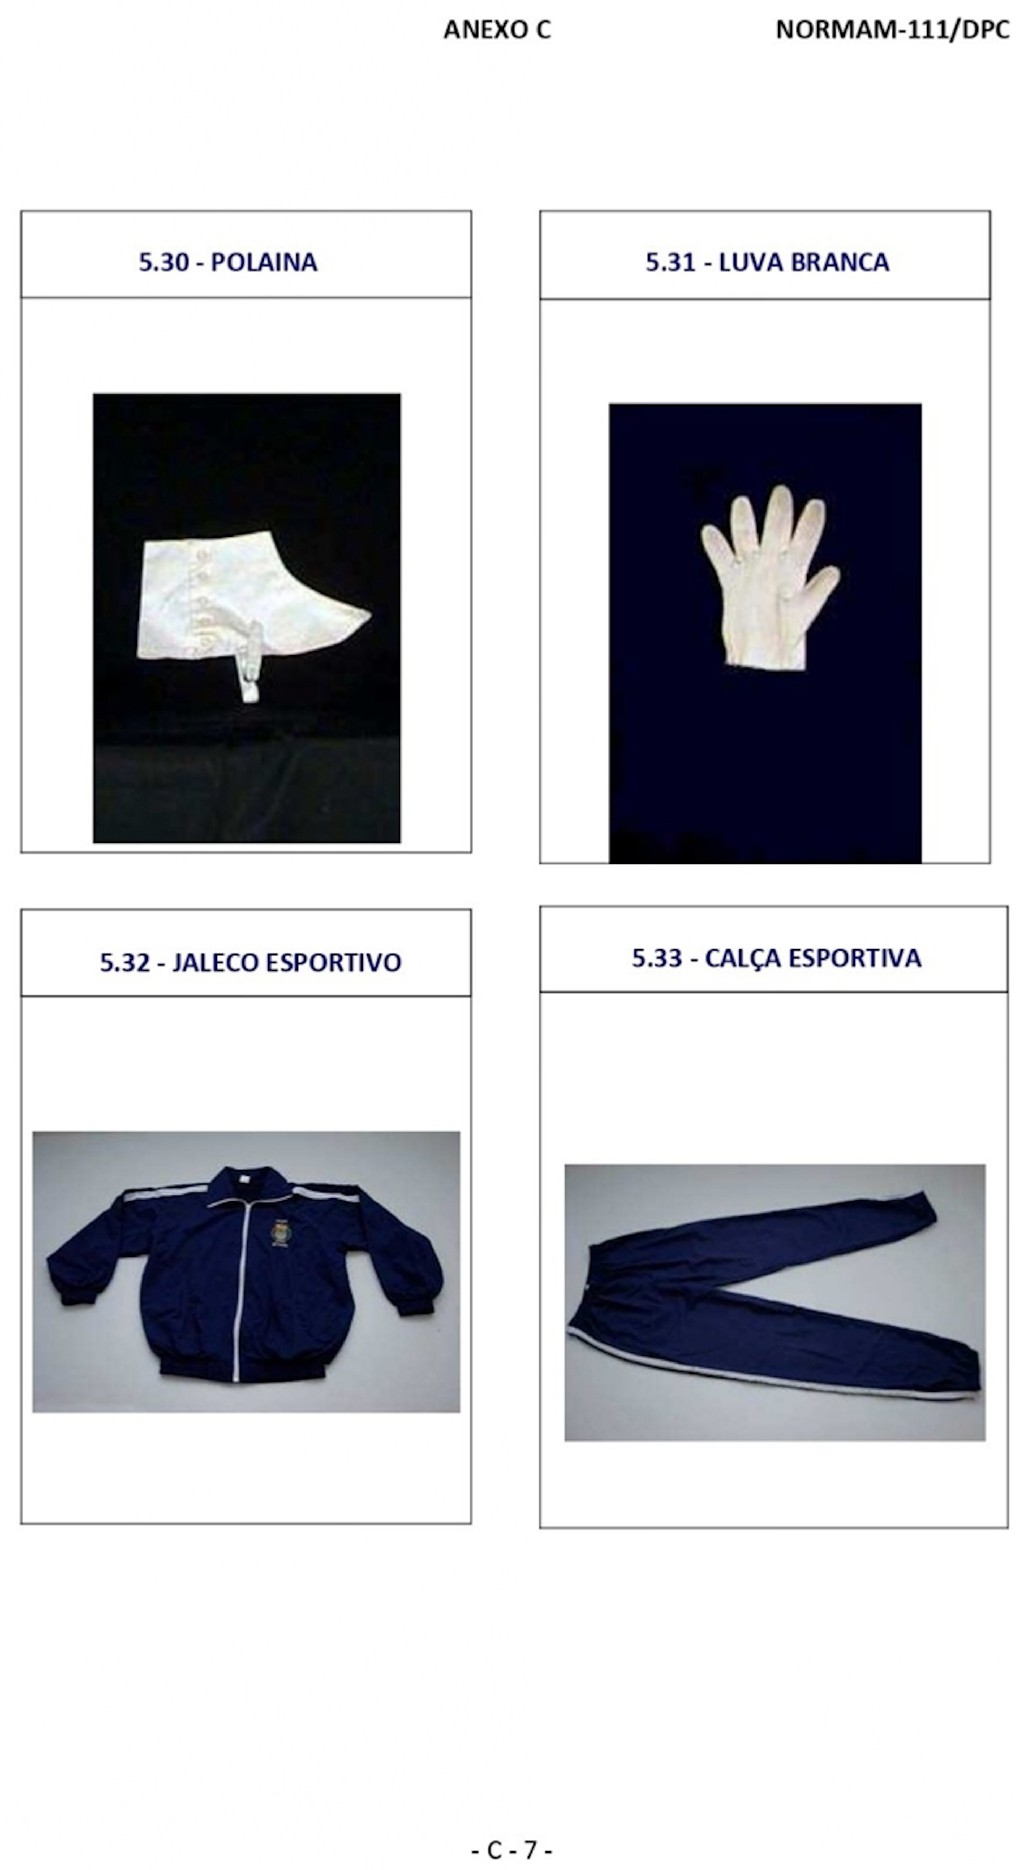 ANEXO C
NORMAM-111/DPC
5.30 - POLAINA
5.31 - LUVA BRANCA
5.32 - JALECO ESPORTIVO
5.33 - CALÇA ESPORTIVA
- C - 7 -